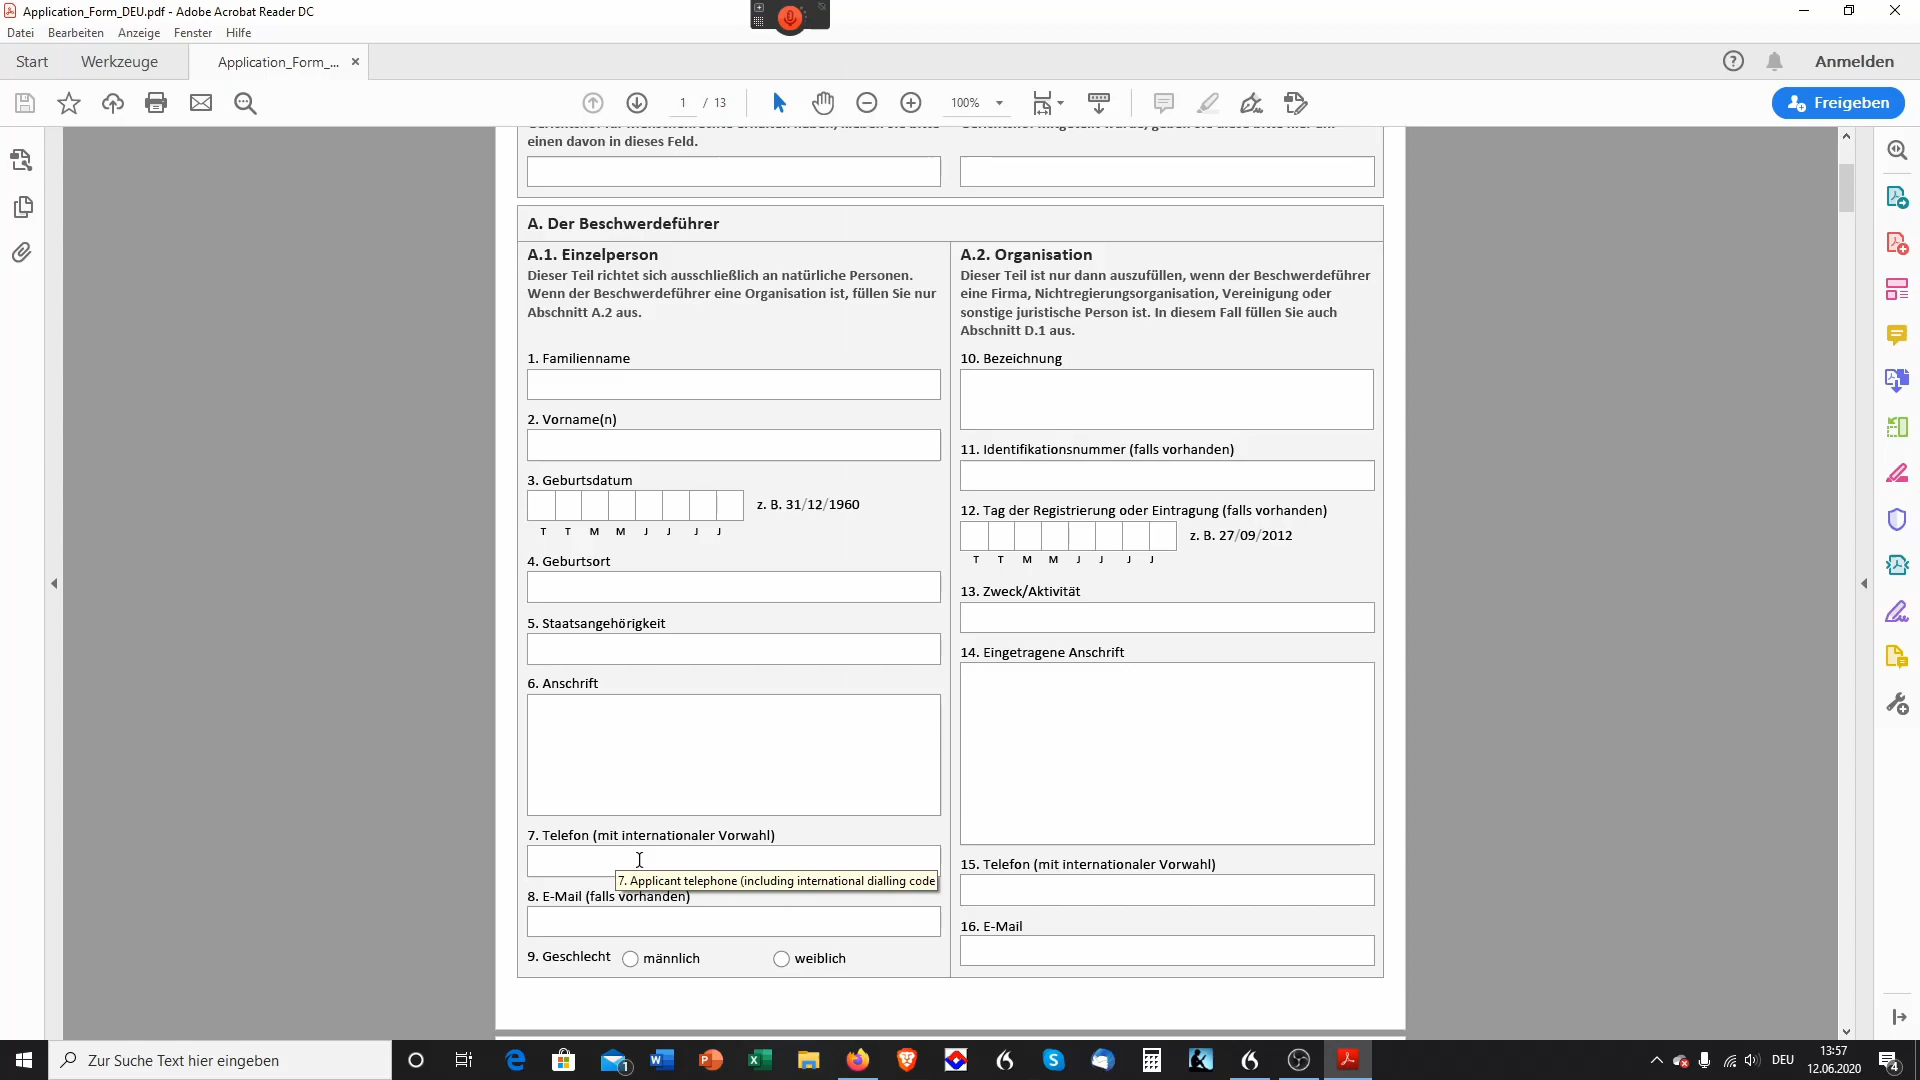 Application_Form_DEU.pdf - Adobe Acrobat Reader DC
Datei Bearbeiten Anzeige Fenster Hilfe
Start Werkzeuge Application_Form_... × Anmelden
1 / 13 100% Freigeben
einen davon in dieses Feld.
A. Der Beschwerdeführer
A.1. Einzelperson
Dieser Teil richtet sich ausschließlich an natürliche Personen.
Wenn der Beschwerdeführer eine Organisation ist, füllen Sie nur
Abschnitt A.2 aus.
1. Familienname
2. Vorname(n)
3. Geburtsdatum
z. B. 31/12/1960
T T M M J J J J
4. Geburtsort
5. Staatsangehörigkeit
6. Anschrift
7. Telefon (mit internationaler Vorwahl)
7. Applicant telephone (including international dialling code
8. E-Mail (falls vorhanden)
9. Geschlecht männlich weiblich
A.2. Organisation
Dieser Teil ist nur dann auszufüllen, wenn der Beschwerdeführer
eine Firma, Nichtregierungsorganisation, Vereinigung oder
sonstige juristische Person ist. In diesem Fall füllen Sie auch
Abschnitt D.1 aus.
10. Bezeichnung
11. Identifikationsnummer (falls vorhanden)
12. Tag der Registrierung oder Eintragung (falls vorhanden)
z. B. 27/09/2012
T T M M J J J J
13. Zweck/Aktivität
14. Eingetragene Anschrift
15. Telefon (mit internationaler Vorwahl)
16. E-Mail
Zur Suche Text hier eingeben
1
DEU
13:57
12.06.2020
4